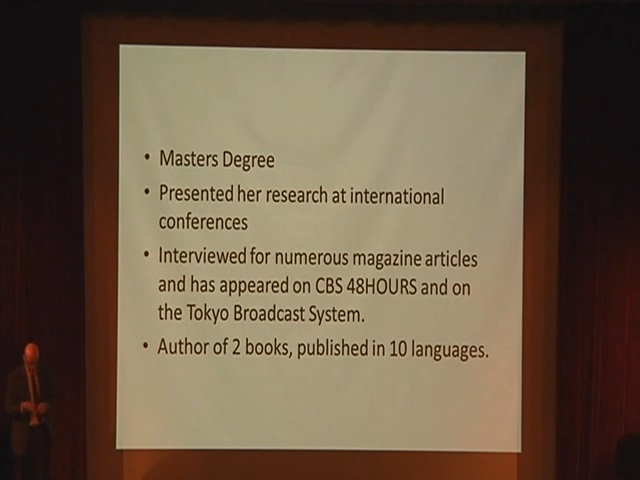 • Masters Degree
• Presented her research at international
conferences
• Interviewed for numerous magazine articles
and has appeared on CBS 48HOURS and on
the Tokyo Broadcast System.
• Author of 2 books, published in 10 languages.